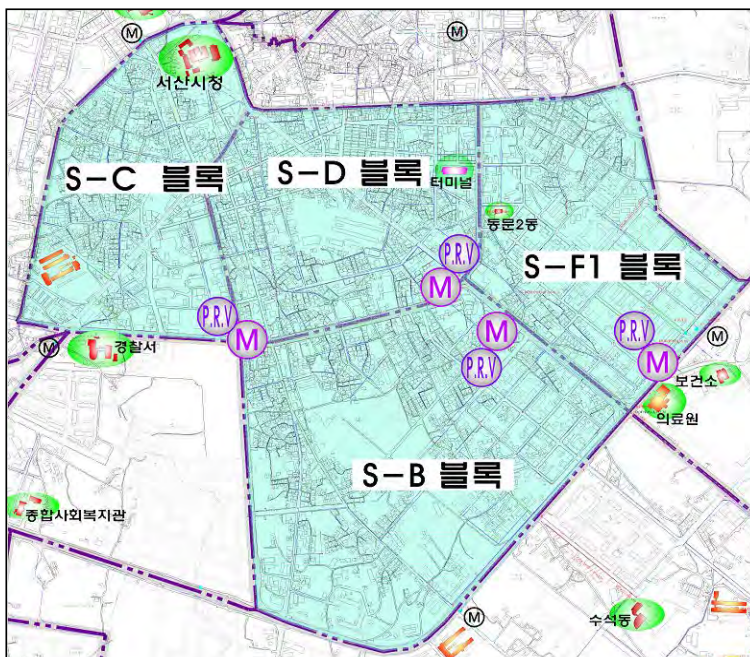 M
M
서산시청
S-C 블록
S-D 블록
터미널
동문2동
P.R.V
S-F1 블록
M
P.R.V
M
P.R.V
M
M
P.R.V
M
경찰서
M
P.R.V
M
보건소
의료원
S-B 블록
종합사회복지관
M
수석동